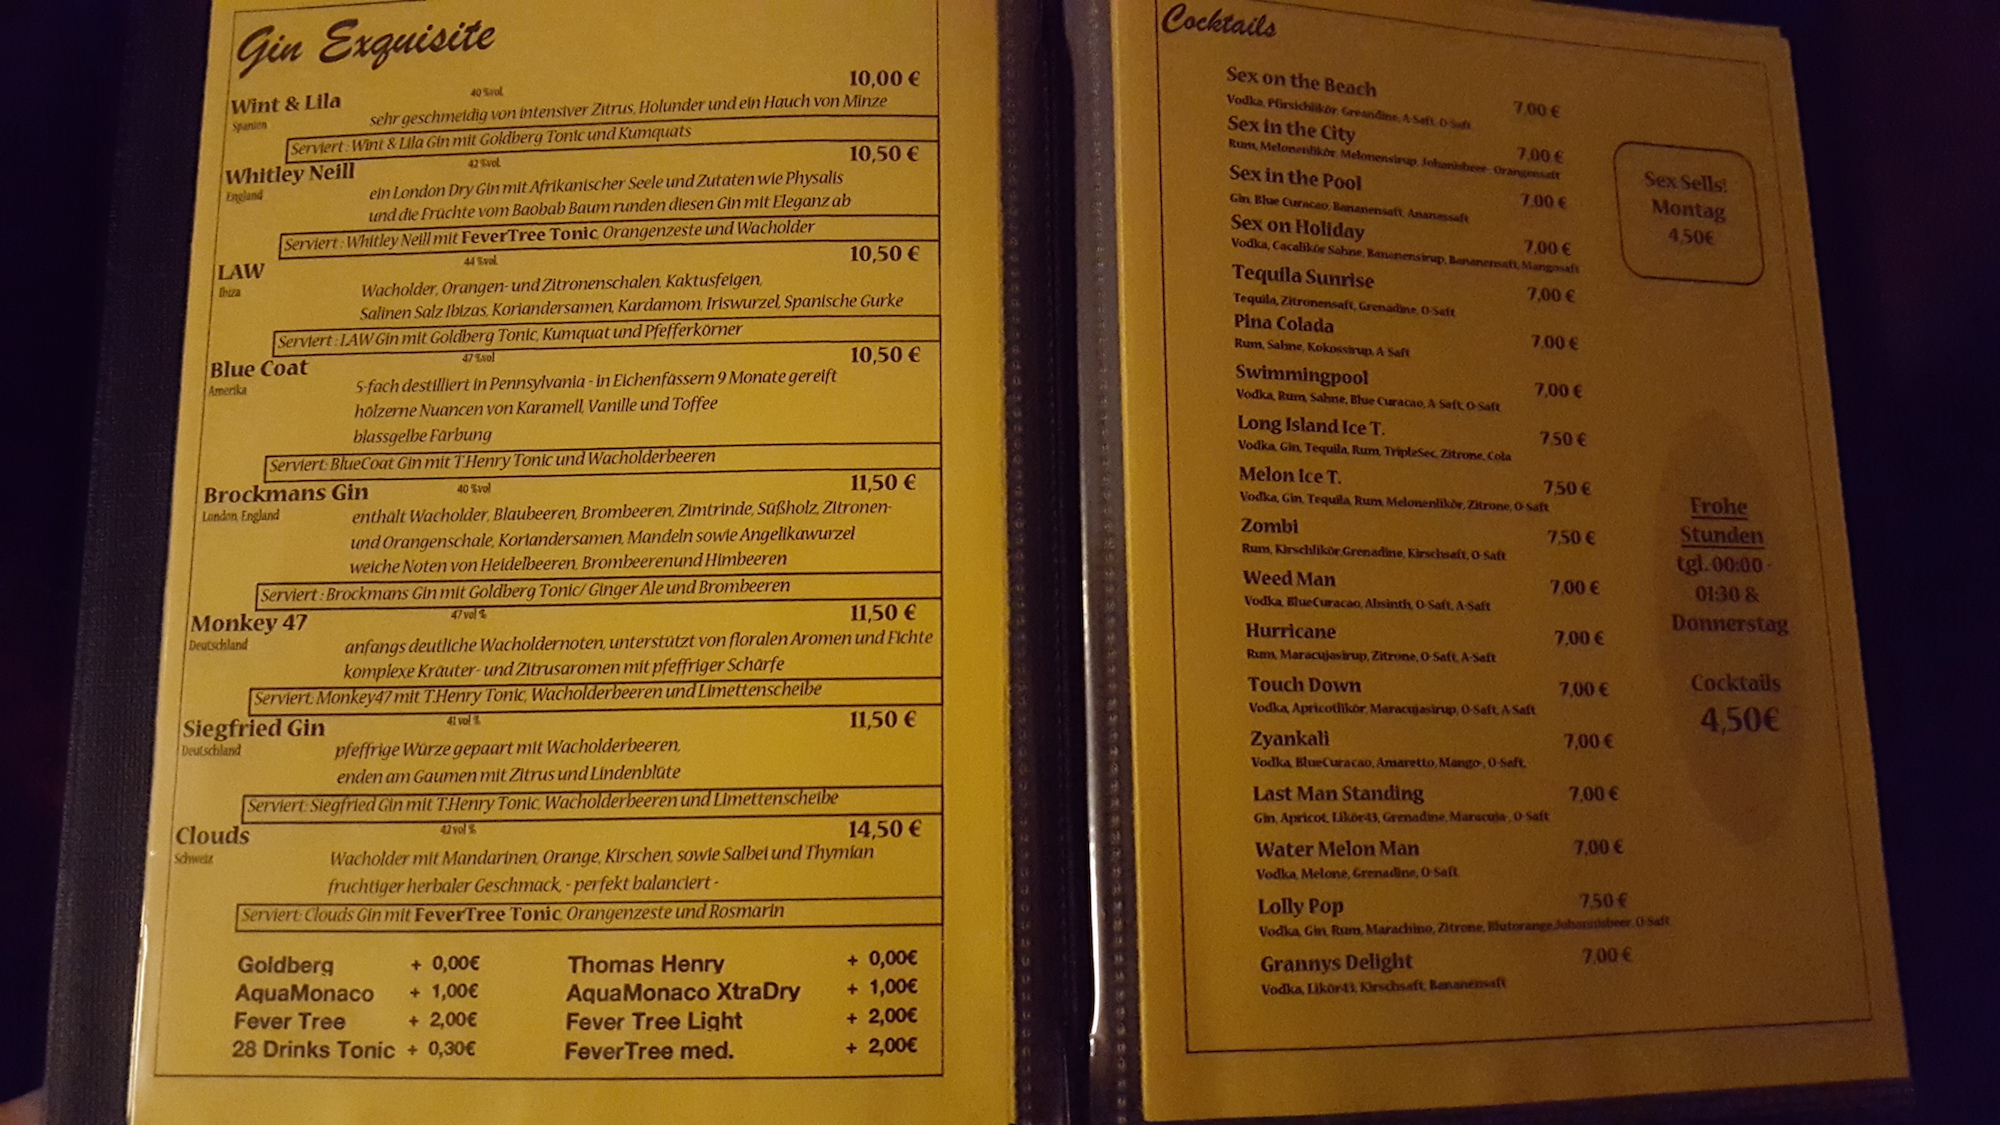 Gin Exquisite
Wint & Lila 40 %vol. 10,00 €
Spanien sehr geschmeidig von intensiver Zitrus, Holunder und ein Hauch von Minze
Serviert : Wint & Lila Gin mit Goldberg Tonic und Kumquats
Whitley Neill 42 %vol. 10,50 €
England ein London Dry Gin mit Afrikanischer Seele und Zutaten wie Physalis
und die Früchte vom Baobab Baum runden diesen Gin mit Eleganz ab
Serviert : Whitley Neill mit FeverTree Tonic, Orangenzeste und Wacholder
LAW 44 %vol. 10,50 €
Ibiza Wacholder, Orangen- und Zitronenschalen, Kaktusfeigen,
Salinen Salz Ibizas, Koriandersamen, Kardamom, Iriswurzel, Spanische Gurke
Serviert : LAW Gin mit Goldberg Tonic, Kumquat und Pfefferkörner
Blue Coat 47 %vol 10,50 €
Amerika 5-fach destilliert in Pennsylvania - in Eichenfässern 9 Monate gereift
hölzerne Nuancen von Karamell, Vanille und Toffee
blassgelbe Färbung
Serviert: BlueCoat Gin mit T.Henry Tonic und Wacholderbeeren
Brockmans Gin 40 %vol 11,50 €
London, England enthält Wacholder, Blaubeeren, Brombeeren, Zimtrinde, Süßholz, Zitronen-
und Orangenschale, Koriandersamen, Mandeln sowie Angelikawurzel
weiche Noten von Heidelbeeren, Brombeerenund Himbeeren
Serviert : Brockmans Gin mit Goldberg Tonic/ Ginger Ale und Brombeeren
Monkey 47 47 vol % 11,50 €
Deutschland anfangs deutliche Wacholdernoten, unterstützt von floralen Aromen und Fichte
komplexe Kräuter- und Zitrusaromen mit pfeffriger Schärfe
Serviert: Monkey47 mit T.Henry Tonic, Wacholderbeeren und Limettenscheibe
Siegfried Gin 41 vol % 11,50 €
Deutschland pfeffrige Würze gepaart mit Wacholderbeeren,
enden am Gaumen mit Zitrus und Lindenblüte
Serviert: Siegfried Gin mit T.Henry Tonic, Wacholderbeeren und Limettenscheibe
Clouds 42 vol % 14,50 €
Schweiz Wacholder mit Mandarinen, Orange, Kirschen, sowie Salbei und Thymian
fruchtiger herbaler Geschmack, - perfekt balanciert -
Serviert: Clouds Gin mit FeverTree Tonic, Orangenzeste und Rosmarin
Goldberg + 0,00€ Thomas Henry + 0,00€
AquaMonaco + 1,00€ AquaMonaco XtraDry + 1,00€
Fever Tree + 2,00€ Fever Tree Light + 2,00€
28 Drinks Tonic + 0,30€ FeverTree med. + 2,00€
Cocktails
Sex on the Beach 7,00 €
Vodka, Pfirsichlikör, Greandine, A-Saft, O-Saft
Sex in the City 7,00 €
Rum, Melonenlikör, Melonensirup, Johanisbeer-, Orangensaft
Sex in the Pool 7,00 €
Gin, Blue Curacao, Bananensaft, Ananassaft
Sex on Holiday 7,00 €
Vodka, Cacalikör Sahne, Bananensirup, Bananensaft, Mangosaft
Tequila Sunrise 7,00 €
Tequila, Zitronensaft, Grenadine, O-Saft
Pina Colada 7,00 €
Rum, Sahne, Kokossirup, A-Saft
Swimmingpool 7,00 €
Vodka, Rum, Sahne, Blue Curacao, A-Saft, O-Saft
Long Island Ice T. 7,50 €
Vodka, Gin, Tequila, Rum, TripleSec, Zitrone, Cola
Melon Ice T. 7,50 €
Vodka, Gin, Tequila, Rum, Melonenlikör, Zitrone, O-Saft
Zombi 7,50 €
Rum, Kirschlikör,Grenadine, Kirschsaft, O-Saft
Weed Man 7,00 €
Vodka, BlueCuracao, Absinth, O-Saft, A-Saft
Hurricane 7,00 €
Rum, Maracujasirup, Zitrone, O-Saft, A-Saft
Touch Down 7,00 €
Vodka, Apricotlikör, Maracujasirup, O-Saft, A-Saft
Zyankali 7,00 €
Vodka, BlueCuracao, Amaretto, Mango-, O-Saft,
Last Man Standing 7,00 €
Gin, Apricot, Likör43, Grenadine, Maracuja-, O-Saft
Water Melon Man 7,00 €
Vodka, Melone, Grenadine, O-Saft
Lolly Pop 7,50 €
Vodka, Gin, Rum, Marachino, Zitrone, Blutorange,Johannisbeer, O-Saft
Grannys Delight 7,00 €
Vodka, Likör43, Kirschsaft, Bananensaft
Sex Sells!
Montag
4,50€
Frohe
Stunden
tgl. 00:00 -
01:30 &
Donnerstag
Cocktails
4,50€